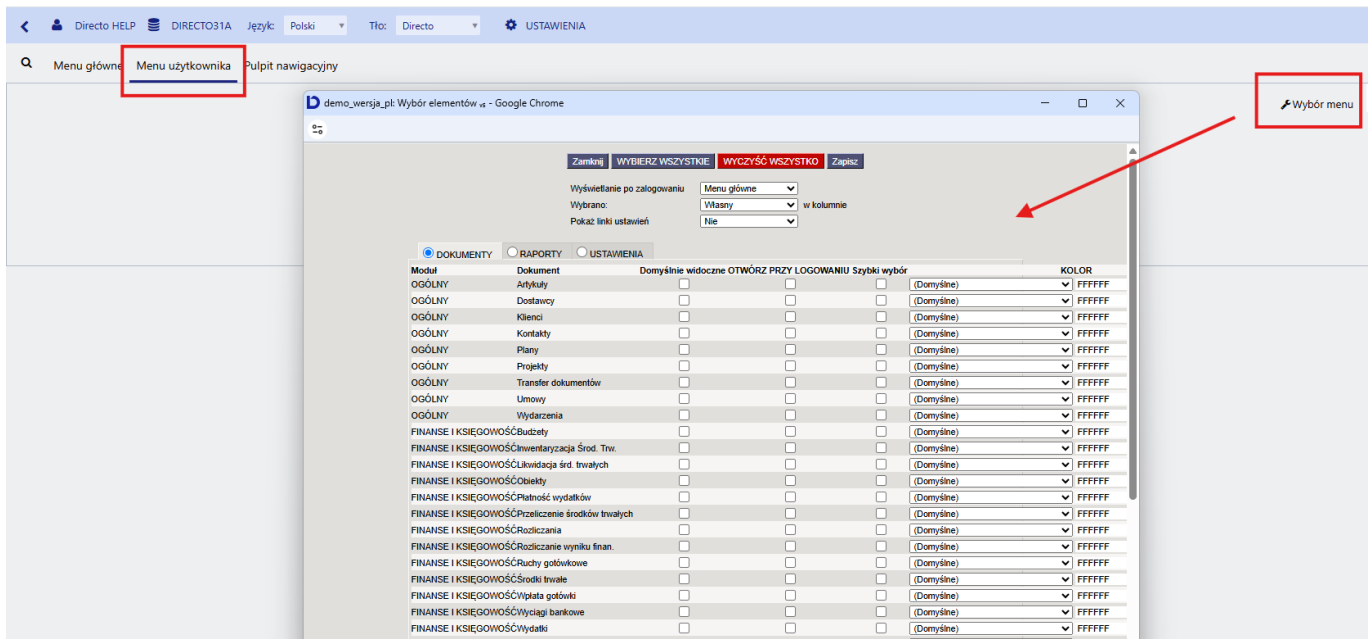 Directo HELP DIRECTO31A Język: Polski Tło: Directo USTAWIENIA
Menu główne Menu użytkownika Pulpit nawigacyjny
Wybór menu
demo_wersja_pl: Wybór elementów vs - Google Chrome
Zamknij WYBIERZ WSZYSTKIE WYCZYŚĆ WSZYSTKO Zapisz
Wyświetlanie po zalogowaniu Menu główne
Wybrano: Własny w kolumnie
Pokaż linki ustawień Nie
DOKUMENTY RAPORTY USTAWIENIA
Moduł Dokument Domyślnie widoczne OTWÓRZ PRZY LOGOWANIU Szybki wybór KOLOR
OGÓLNY Artykuły (Domyślne) FFFFFF
OGÓLNY Dostawcy (Domyślne) FFFFFF
OGÓLNY Klienci (Domyślne) FFFFFF
OGÓLNY Kontakty (Domyślne) FFFFFF
OGÓLNY Plany (Domyślne) FFFFFF
OGÓLNY Projekty (Domyślne) FFFFFF
OGÓLNY Transfer dokumentów (Domyślne) FFFFFF
OGÓLNY Umowy (Domyślne) FFFFFF
OGÓLNY Wydarzenia (Domyślne) FFFFFF
FINANSE I KSIĘGOWOŚĆ Budżety (Domyślne) FFFFFF
FINANSE I KSIĘGOWOŚĆ Inwentaryzacja Środ. Trw. (Domyślne) FFFFFF
FINANSE I KSIĘGOWOŚĆ Likwidacja śrd. trwałych (Domyślne) FFFFFF
FINANSE I KSIĘGOWOŚĆ Obiekty (Domyślne) FFFFFF
FINANSE I KSIĘGOWOŚĆ Płatność wydatków (Domyślne) FFFFFF
FINANSE I KSIĘGOWOŚĆ Przeliczenie środków trwałych (Domyślne) FFFFFF
FINANSE I KSIĘGOWOŚĆ Rozliczania (Domyślne) FFFFFF
FINANSE I KSIĘGOWOŚĆ Rozliczanie wyniku finan. (Domyślne) FFFFFF
FINANSE I KSIĘGOWOŚĆ Ruchy gotówkowe (Domyślne) FFFFFF
FINANSE I KSIĘGOWOŚĆ Środki trwałe (Domyślne) FFFFFF
FINANSE I KSIĘGOWOŚĆ Wpłata gotówki (Domyślne) FFFFFF
FINANSE I KSIĘGOWOŚĆ Wyciągi bankowe (Domyślne) FFFFFF
FINANSE I KSIĘGOWOŚĆ Wydatki (Domyślne) FFFFFF